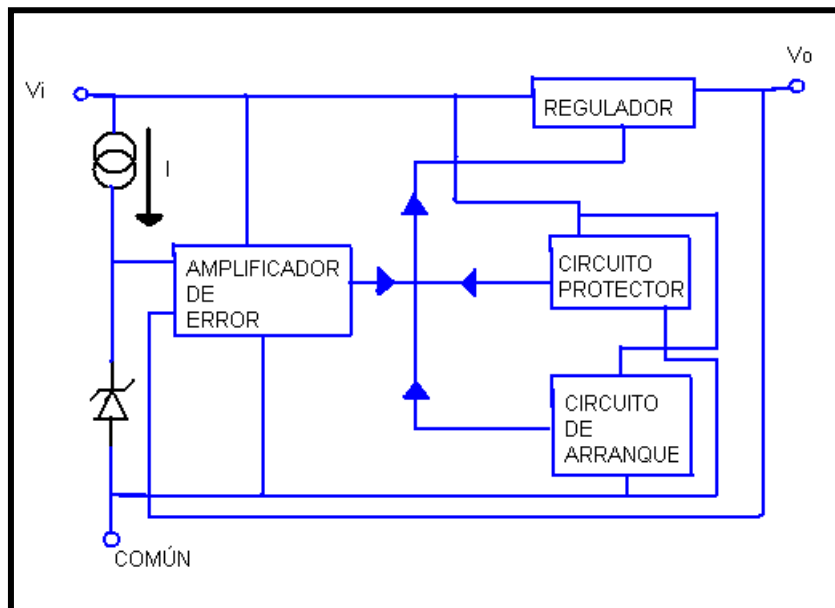 Vo
Vi
REGULADOR
I
AMPLIFICADOR
DE
ERROR
CIRCUITO
PROTECTOR
CIRCUITO
DE
ARRANQUE
COMÚN